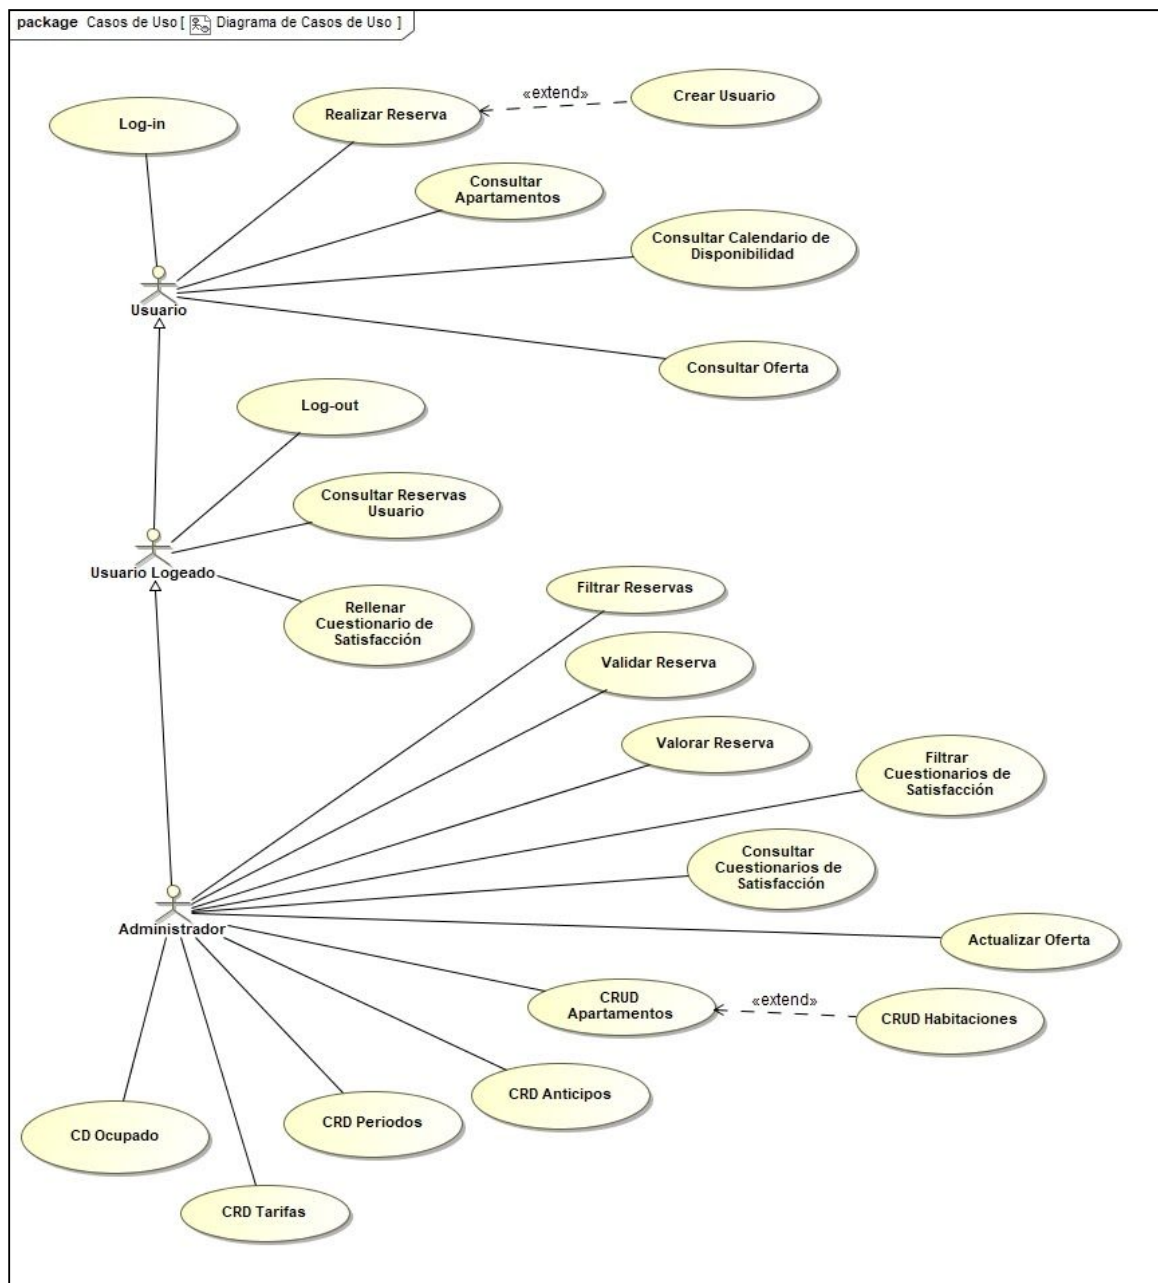 package Casos de Uso [ Diagrama de Casos de Uso ]
Log-in
Realizar Reserva
«extend»
Crear Usuario
Consultar
Apartamentos
Consultar Calendario de
Disponibilidad
Usuario
Consultar Oferta
Log-out
Consultar Reservas
Usuario
Usuario Logeado
Rellenar
Cuestionario de
Satisfacción
Filtrar Reservas
Validar Reserva
Valorar Reserva
Filtrar
Cuestionarios de
Satisfacción
Consultar
Cuestionarios de
Satisfacción
Administrador
Actualizar Oferta
CRUD
Apartamentos
«extend»
CRUD Habitaciones
CRD Anticipos
CRD Periodos
CD Ocupado
CRD Tarifas